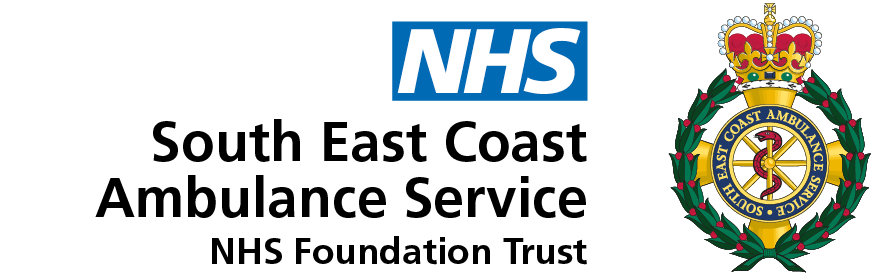 NHS
South East Coast
Ambulance Service
NHS Foundation Trust
SOUTH EAST COAST AMBULANCE SERVICE